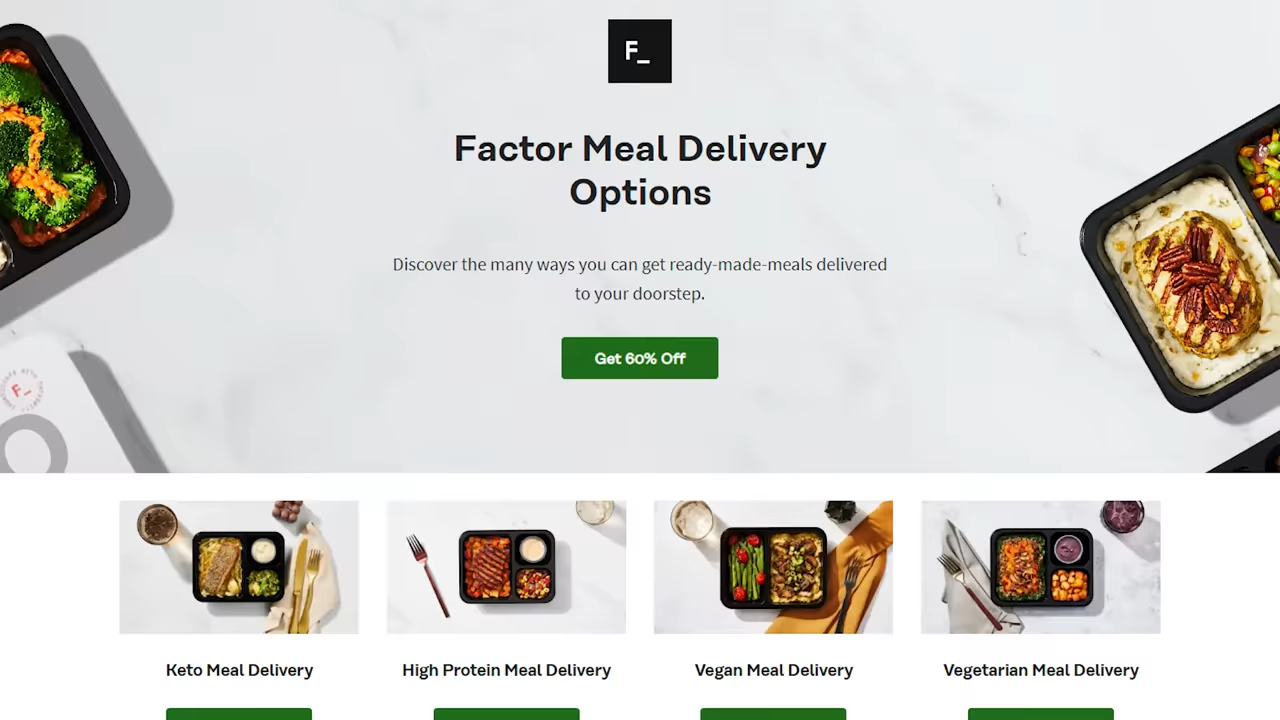 F_
Factor Meal Delivery
Options
Discover the many ways you can get ready-made-meals delivered
to your doorstep.
Get 60% Off
F_
Keto Meal Delivery
High Protein Meal Delivery
Vegan Meal Delivery
Vegetarian Meal Delivery